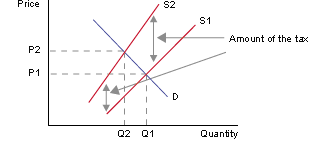 Price
S2
S1
P2
Amount of the tax
P1
D
Q2
Q1
Quantity